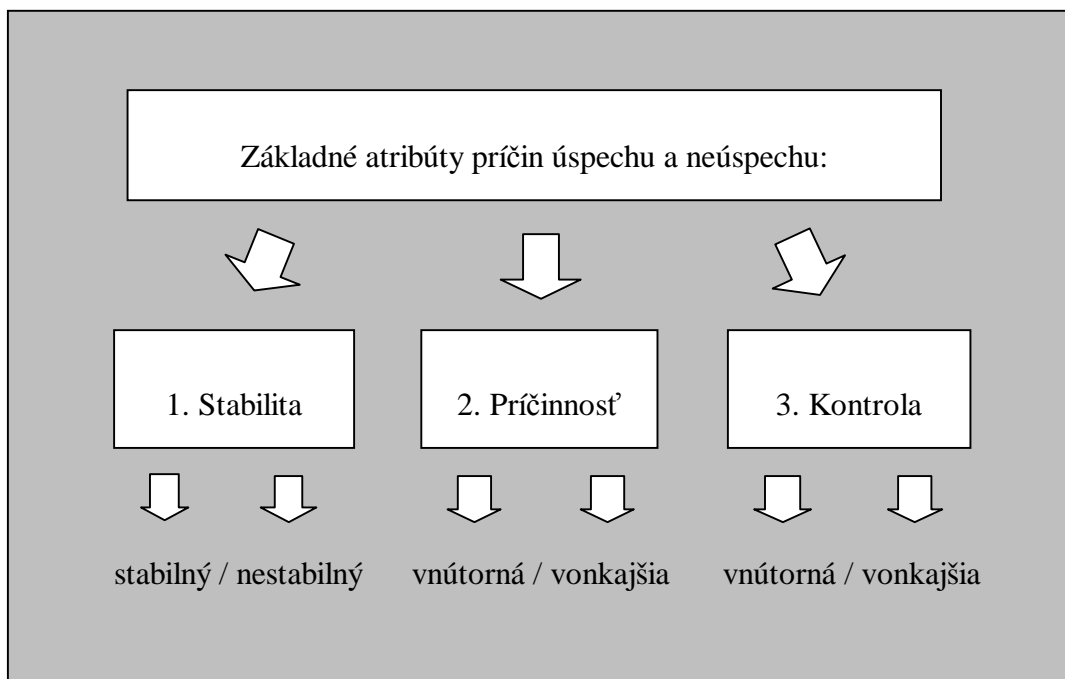 Základné atribúty príčin úspechu a neúspechu:
1. Stabilita
2. Príčinnosť
3. Kontrola
stabilný / nestabilný
vnútorná / vonkajšia
vnútorná / vonkajšia